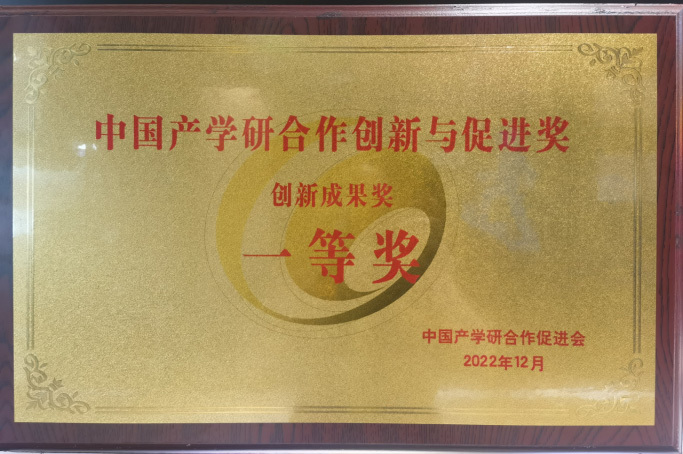 中国产学研合作创新与促进奖
创新成果奖
一等奖
中国产学研合作促进会
2022年12月